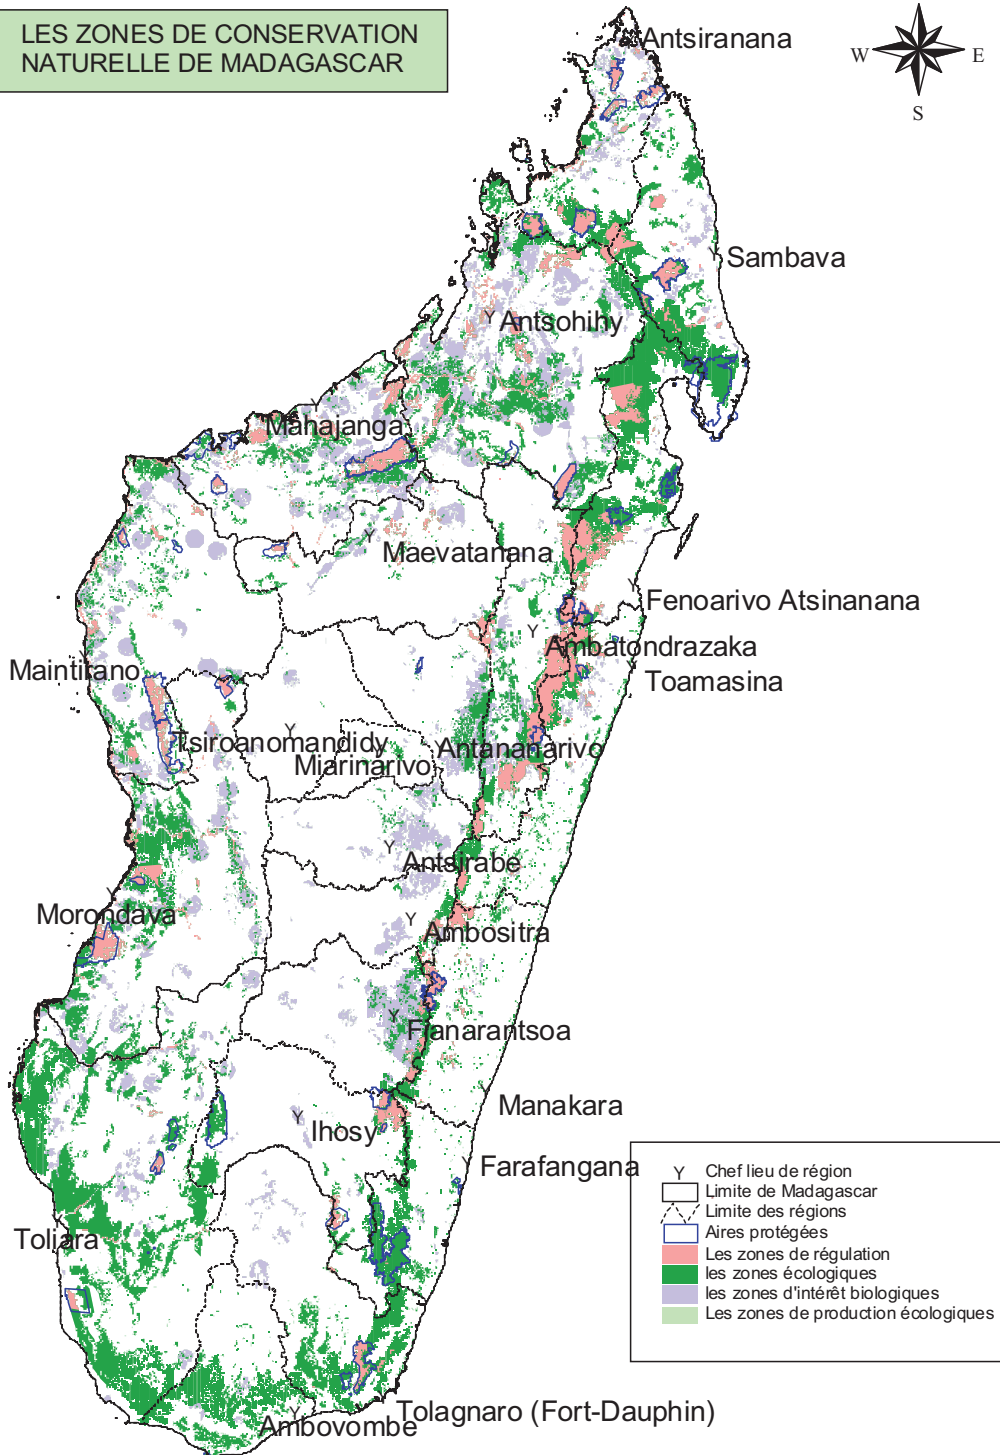 LES ZONES DE CONSERVATION
NATURELLE DE MADAGASCAR
W
E
S
Antsiranana
Sambava
Y Antsohihy
Mahajanga
Y
Maevatanana
Y
Fenoarivo Atsinanana
Y
Ambatondrazaka
Maintirano
Toamasina
Y
Tsiroanomandidy
Antananarivo
Miarinarivo
Y
Antsirabe
Y
Morondava
Y
Ambositra
Y
Fianarantsoa
Manakara
Y
Ihosy
Farafangana
Toliara
Y
Ambovombe
Tolagnaro (Fort-Dauphin)
Y Chef lieu de région
Limite de Madagascar
Limite des régions
Aires protégées
Les zones de régulation
les zones écologiques
les zones d'intérêt biologiques
Les zones de production écologiques